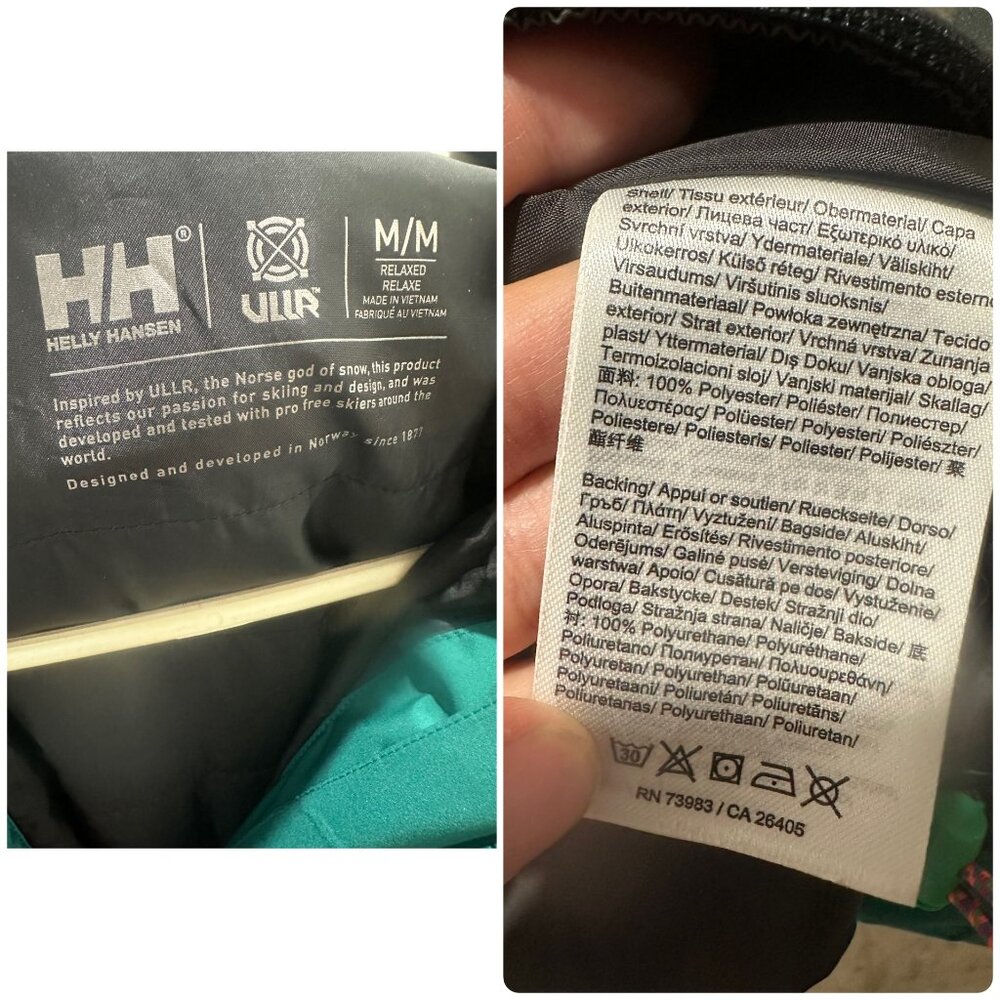 HH®
HELLY HANSEN
ULLR™
M/M
RELAXED
RELAXE
MADE IN VIETNAM
FABRIQUÉ AU VIETNAM
Inspired by ULLR, the Norse god of snow, this product
reflects our passion for skiing and design, and was
developed and tested with pro free skiers around the
world.
Designed and developed in Norway since 1877
Shell/ Tissu extérieur/ Obermaterial/ Capa
exterior/ Лицева част/ Εξωτερικό υλικό/
Svrchní vrstva/ Ydermateriale/ Väliskiht/
Ulkokerros/ Külső réteg/ Rivestimento esterno
Virsaudums/ Viršutinis sluoksnis/
Buitenmateriaal/ Powłoka zewnętrzna/ Tecido
exterior/ Strat exterior/ Vrchná vrstva/ Zunanja
plast/ Yttermaterial/ Dış Doku/ Vanjska obloga/
Termoizolacioni sloj/ Vanjski materijal/ Skallag/
面料: 100% Polyester/ Poliéster/ Полиестер/
Πολυεστέρας/ Polüester/ Polyesteri/ Poliészter/
Poliestere/ Poliesteris/ Poliester/ Polijester/ 聚
酯纤维
Backing/ Appui or soutien/ Rueckseite/ Dorso/
Гръб/ Πλάτη/ Vyztužení/ Bagside/ Aluskiht/
Aluspinta/ Erősítés/ Rivestimento posteriore/
Oderējums/ Galinė pusė/ Versteviging/ Dolna
warstwa/ Apoio/ Cusătură pe dos/ Vystuženie/
Opora/ Bakstycke/ Destek/ Stražnji dio/
Podloga/ Stražnja strana/ Naličje/ Bakside/ 底
衬: 100% Polyurethane/ Polyuréthane/
Poliuretano/ Полиуретан/ Πολυουρεθάνη/
Polyuretan/ Polyurethan/ Polüuretaan/
Polyuretaani/ Poliuretán/ Poliuretāns/
Poliuretanas/ Polyurethaan/ Poliuretan/
30
RN 73983 / CA 26405